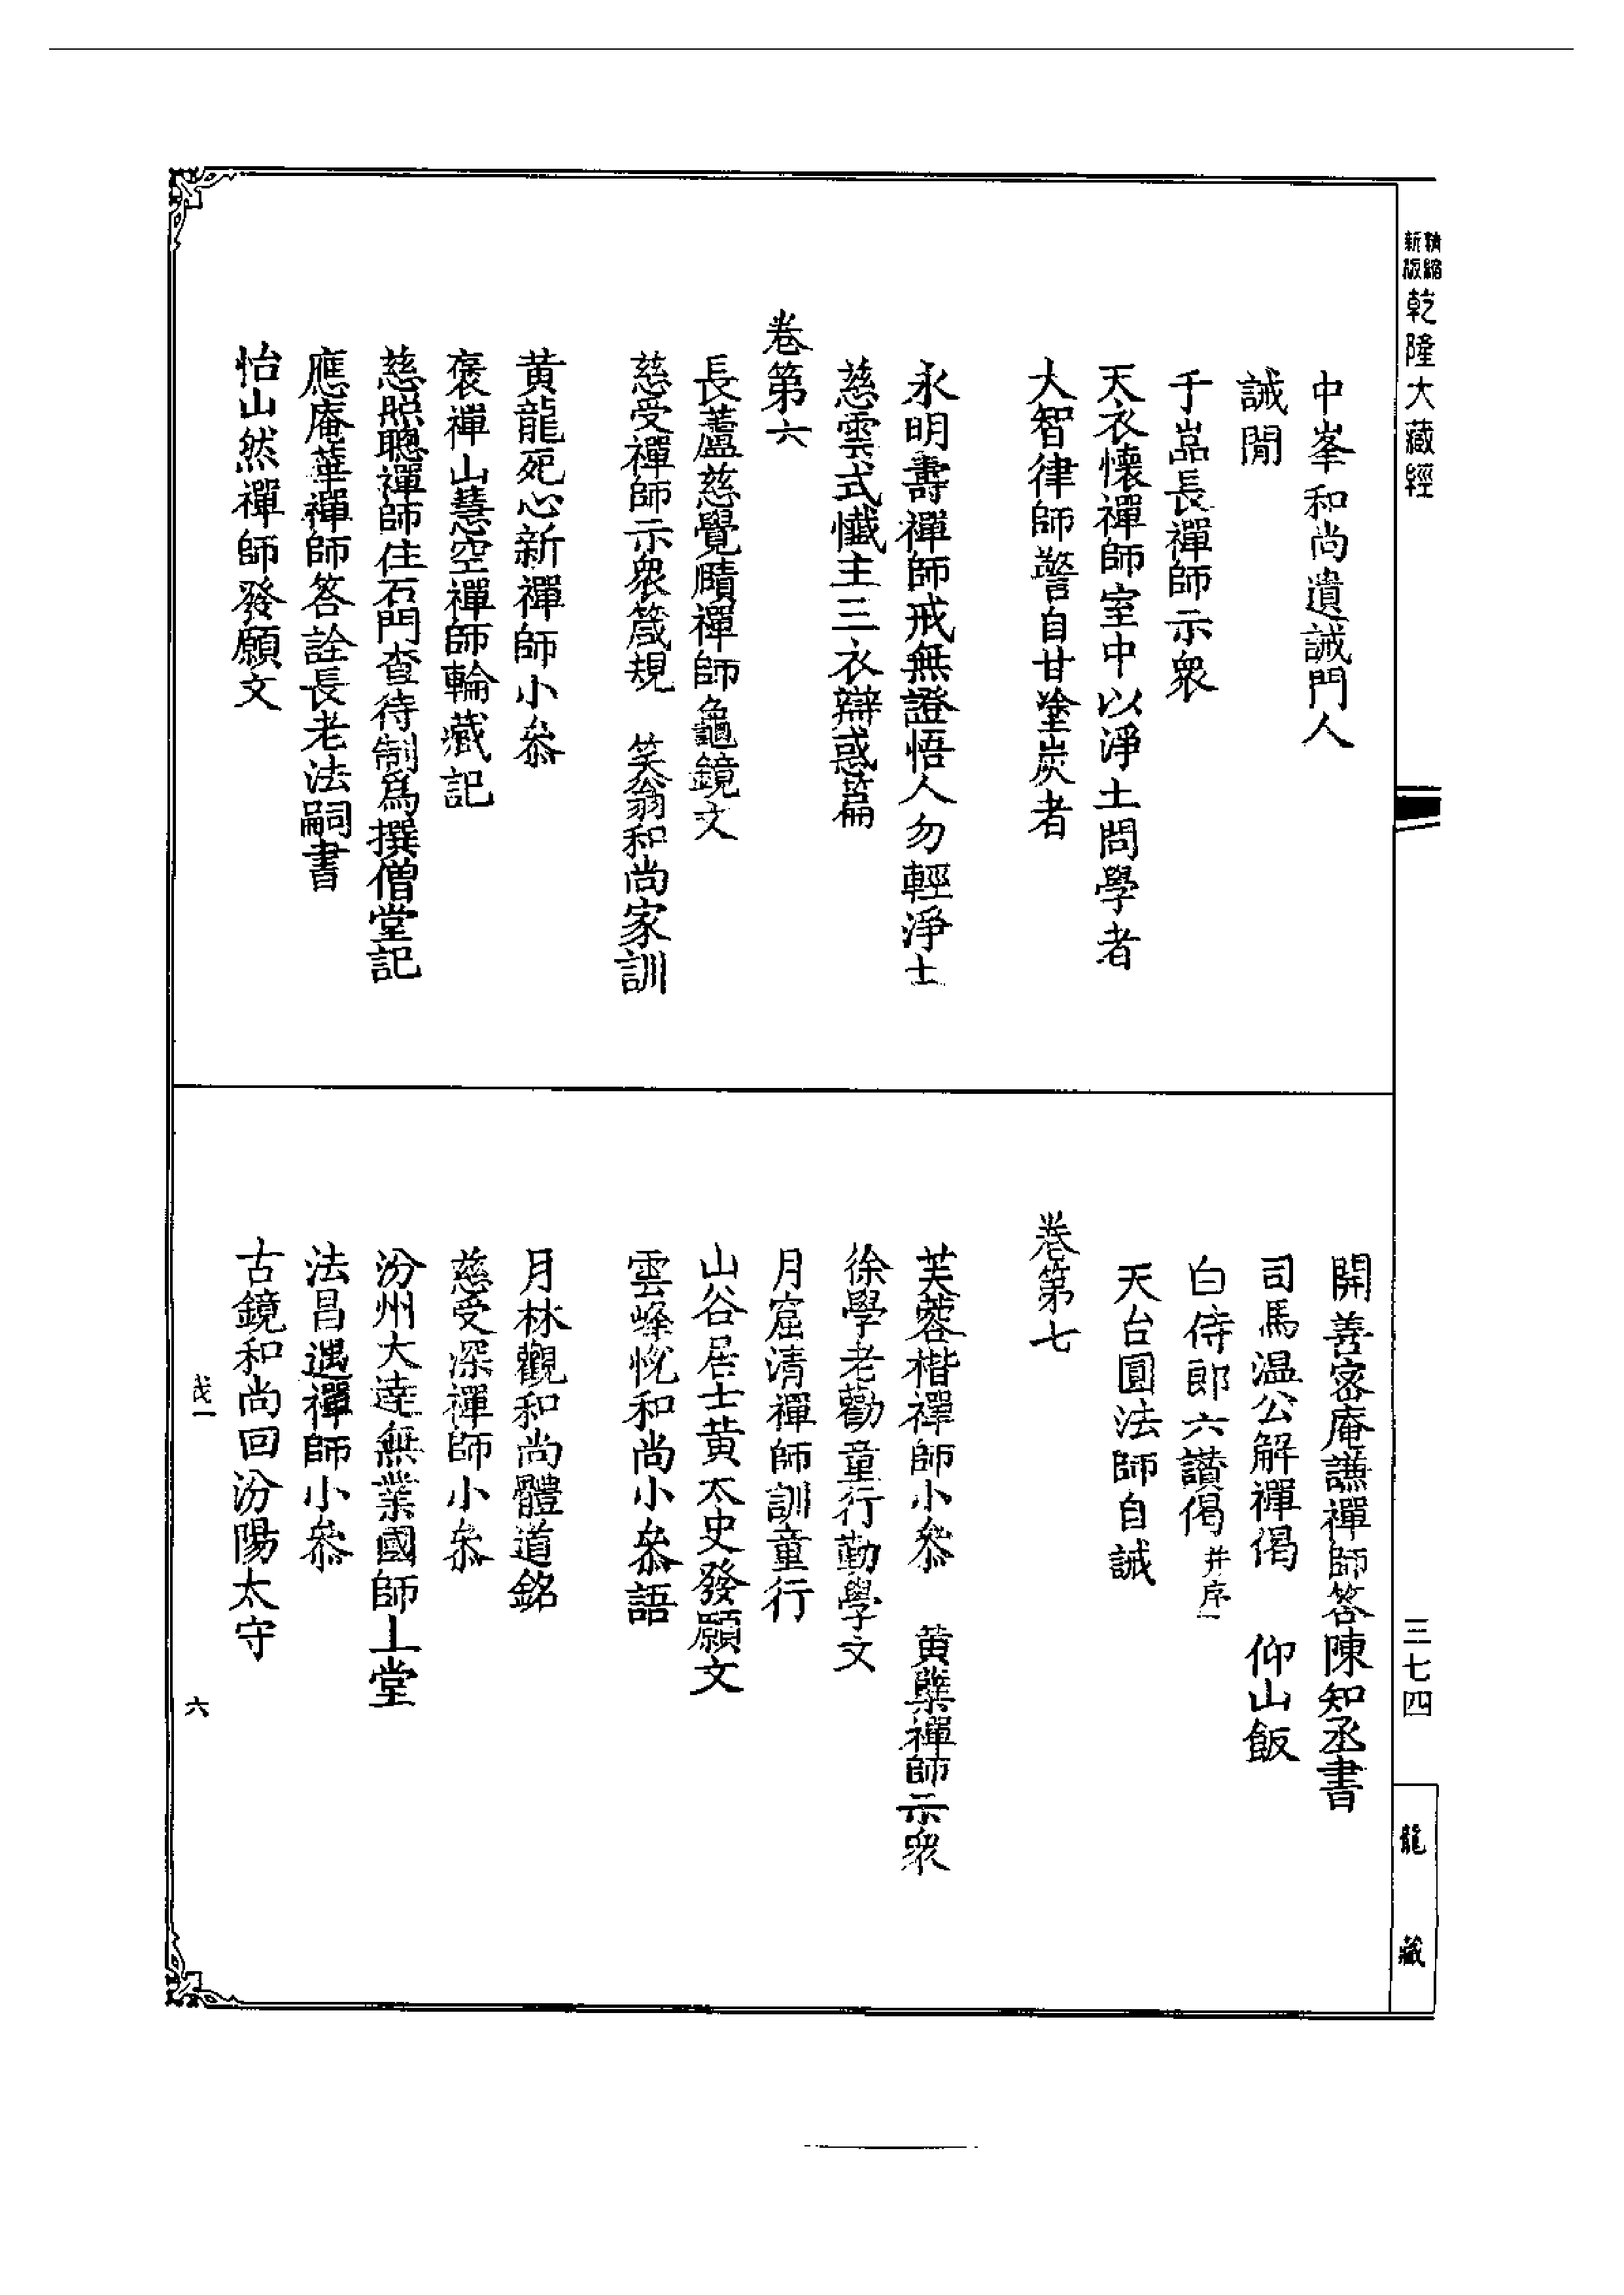 精縮新版乾隆大藏經
三七四
龍藏
中峯和尚遺誡門人
誡閒
千嵓長禪師示衆
天衣懷禪師室中以淨土問學者
大智律師警自甘塗炭者
永明壽禪師戒無證悟人勿輕淨土
慈雲式懺主三衣辯惑篇
卷第六
長蘆慈覺賾禪師龜鏡文
慈受禪師示衆箴規 笑翁和尚家訓
黃龍死心新禪師小叅
褒禪山慧空禪師輪藏記
慈照聰禪師住石門查待制爲撰僧堂記
應庵華禪師答詮長老法嗣書
怡山然禪師發願文
開善密庵謙禪師答陳知丞書
司馬温公解禪偈 仰山飯
白侍郎六讚偈并序
天台圓法師自誡
卷第七
芙蓉楷禪師小叅 黃蘗禪師示衆
徐學老勸童行勤學文
月窟清禪師訓童行
山谷居士黃太史發願文
雲峰悅和尚小叅語
月林觀和尚體道銘
慈受深禪師小叅
汾州大達無業國師上堂
法昌遇禪師小叅
古鏡和尚回汾陽太守
六